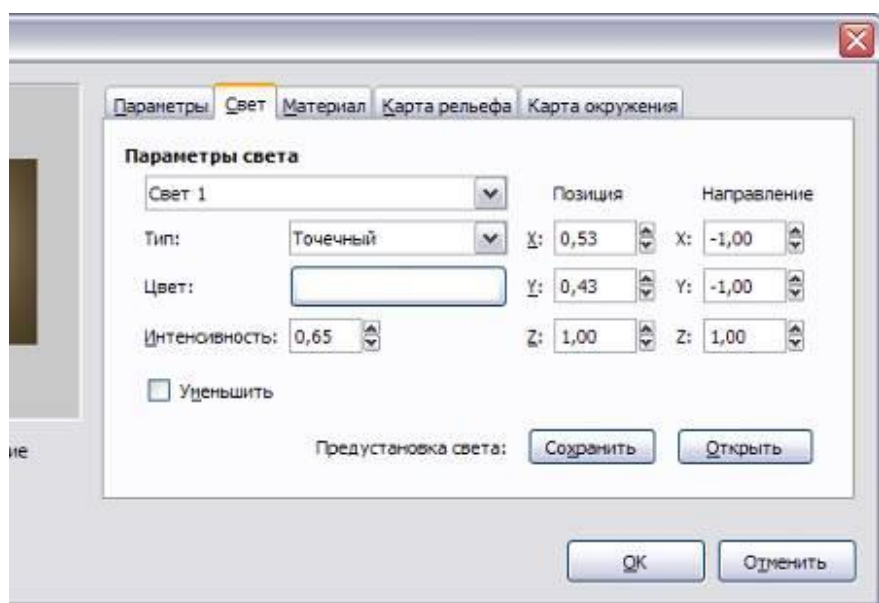 Параметры Свет Материал Карта рельефа Карта окружения
Параметры света
Свет 1 Позиция Направление
Тип: Точечный X: 0,53 X: -1,00
Цвет: Y: 0,43 Y: -1,00
Интенсивность: 0,65 Z: 1,00 Z: 1,00
Уменьшить
ие
Предустановка света: Сохранить Открыть
OK Отменить